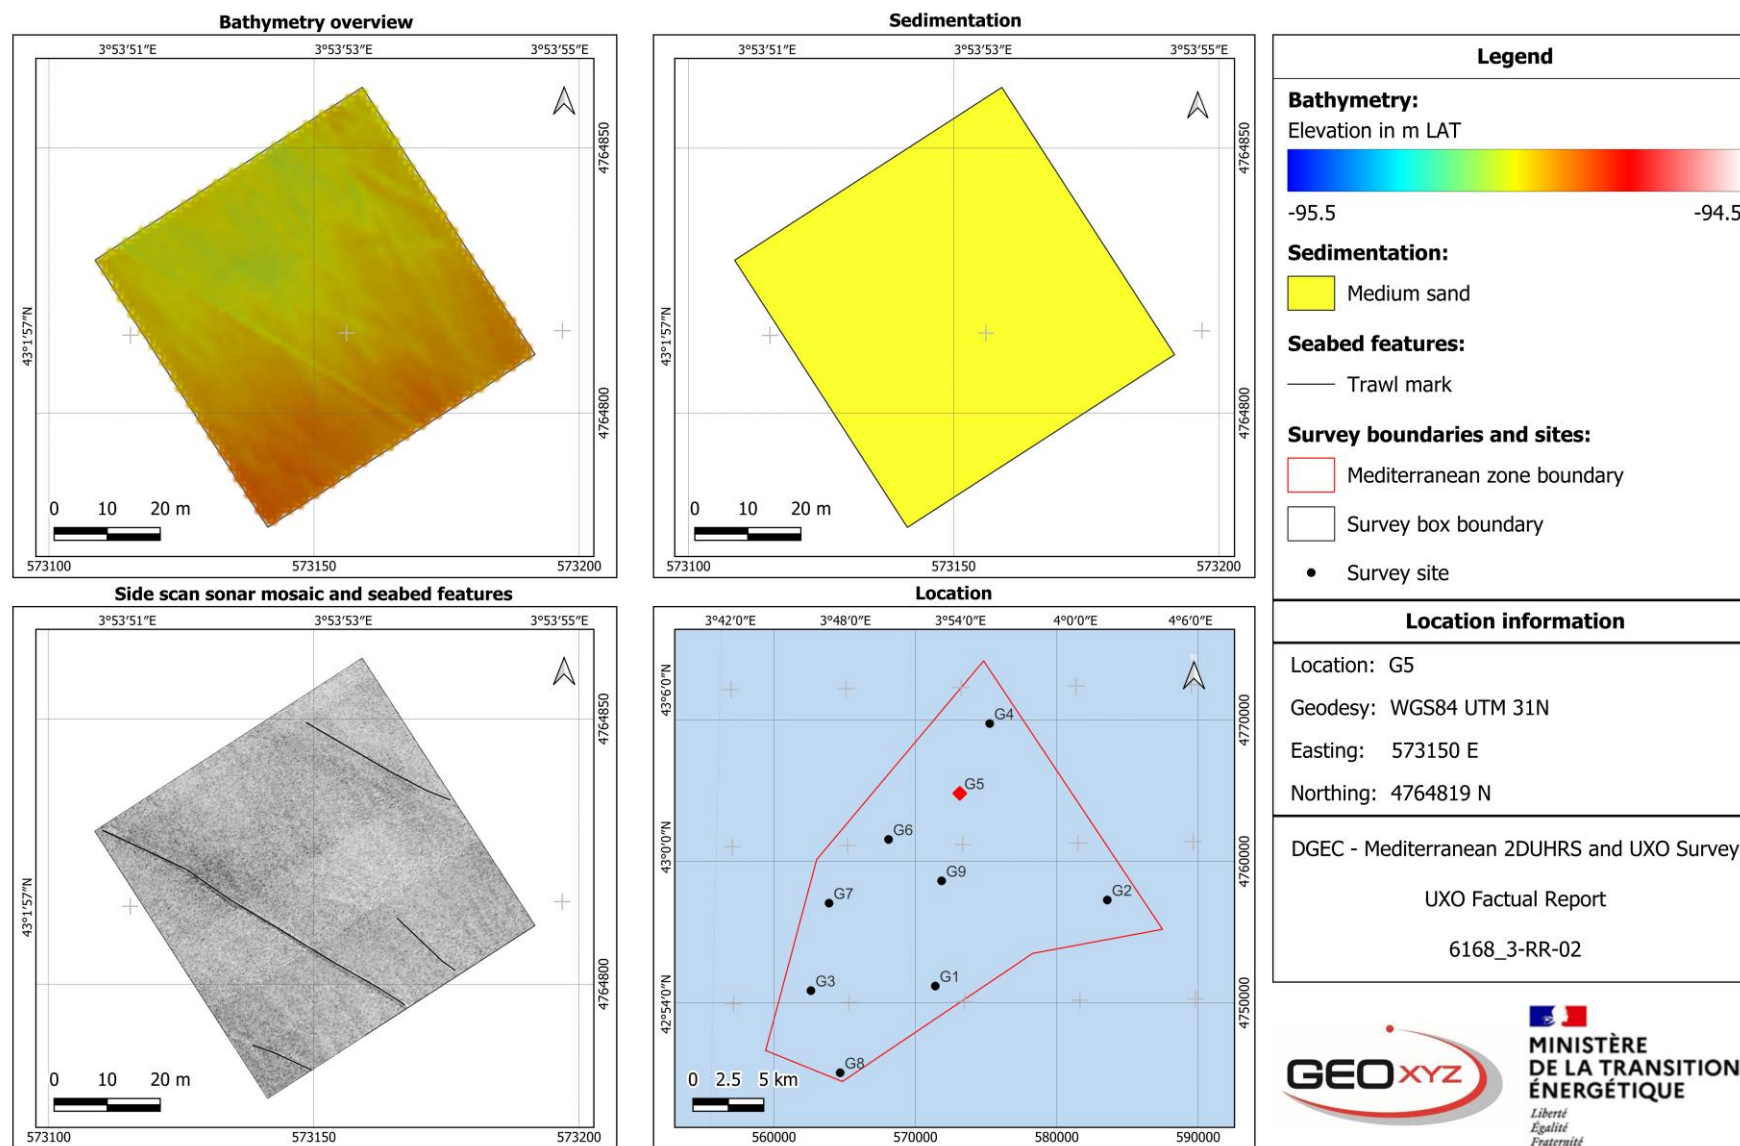 Bathymetry overview
3°53'51"E 3°53'53"E 3°53'55"E
4764850
43°1'57"N
4764800
0 10 20 m
573100 573150 573200
Sedimentation
3°53'51"E 3°53'53"E 3°53'55"E
4764850
43°1'57"N
4764800
0 10 20 m
573100 573150 573200
Side scan sonar mosaic and seabed features
3°53'51"E 3°53'53"E 3°53'55"E
4764850
43°1'57"N
4764800
0 10 20 m
573100 573150 573200
Location
3°42'0"E 3°48'0"E 3°54'0"E 4°0'0"E 4°6'0"E
N
43°6'0"N
4770000
G4
G5
G6
43°0'0"N
4760000
G9
G2
G7
G3
G1
42°54'0"N
4750000
G8
0 2.5 5 km
560000 570000 580000 590000
Legend
Bathymetry:
Elevation in m LAT
-95.5 -94.5
Sedimentation:
Medium sand
Seabed features:
Trawl mark
Survey boundaries and sites:
Mediterranean zone boundary
Survey box boundary
Survey site
Location information
Location: G5
Geodesy: WGS84 UTM 31N
Easting: 573150 E
Northing: 4764819 N
DGEC - Mediterranean 2DUHRS and UXO Survey
UXO Factual Report
6168_3-RR-02
GEO XYZ
MINISTÈRE
DE LA TRANSITION
ÉNERGÉTIQUE
Liberté
Égalité
Fraternité